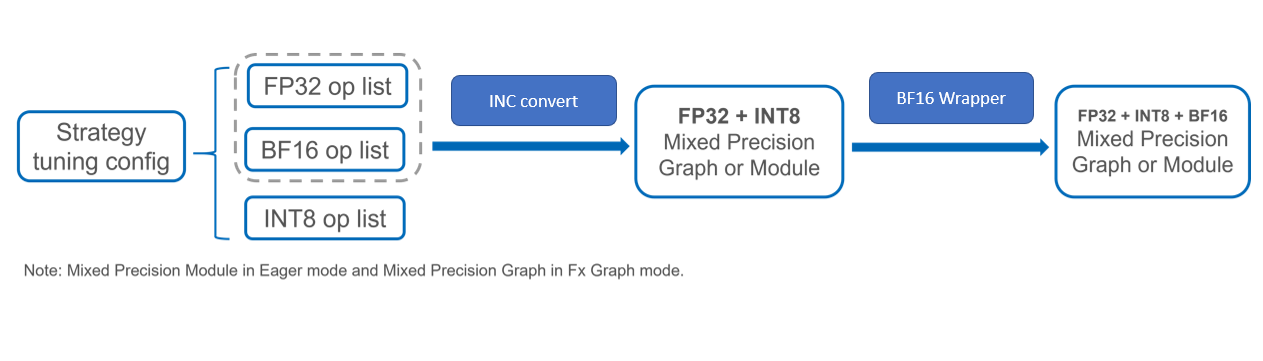 Strategy
tuning config
FP32 op list
BF16 op list
INT8 op list
INC convert
FP32 + INT8
Mixed Precision
Graph or Module
BF16 Wrapper
FP32 + INT8 + BF16
Mixed Precision
Graph or Module
Note: Mixed Precision Module in Eager mode and Mixed Precision Graph in Fx Graph mode.